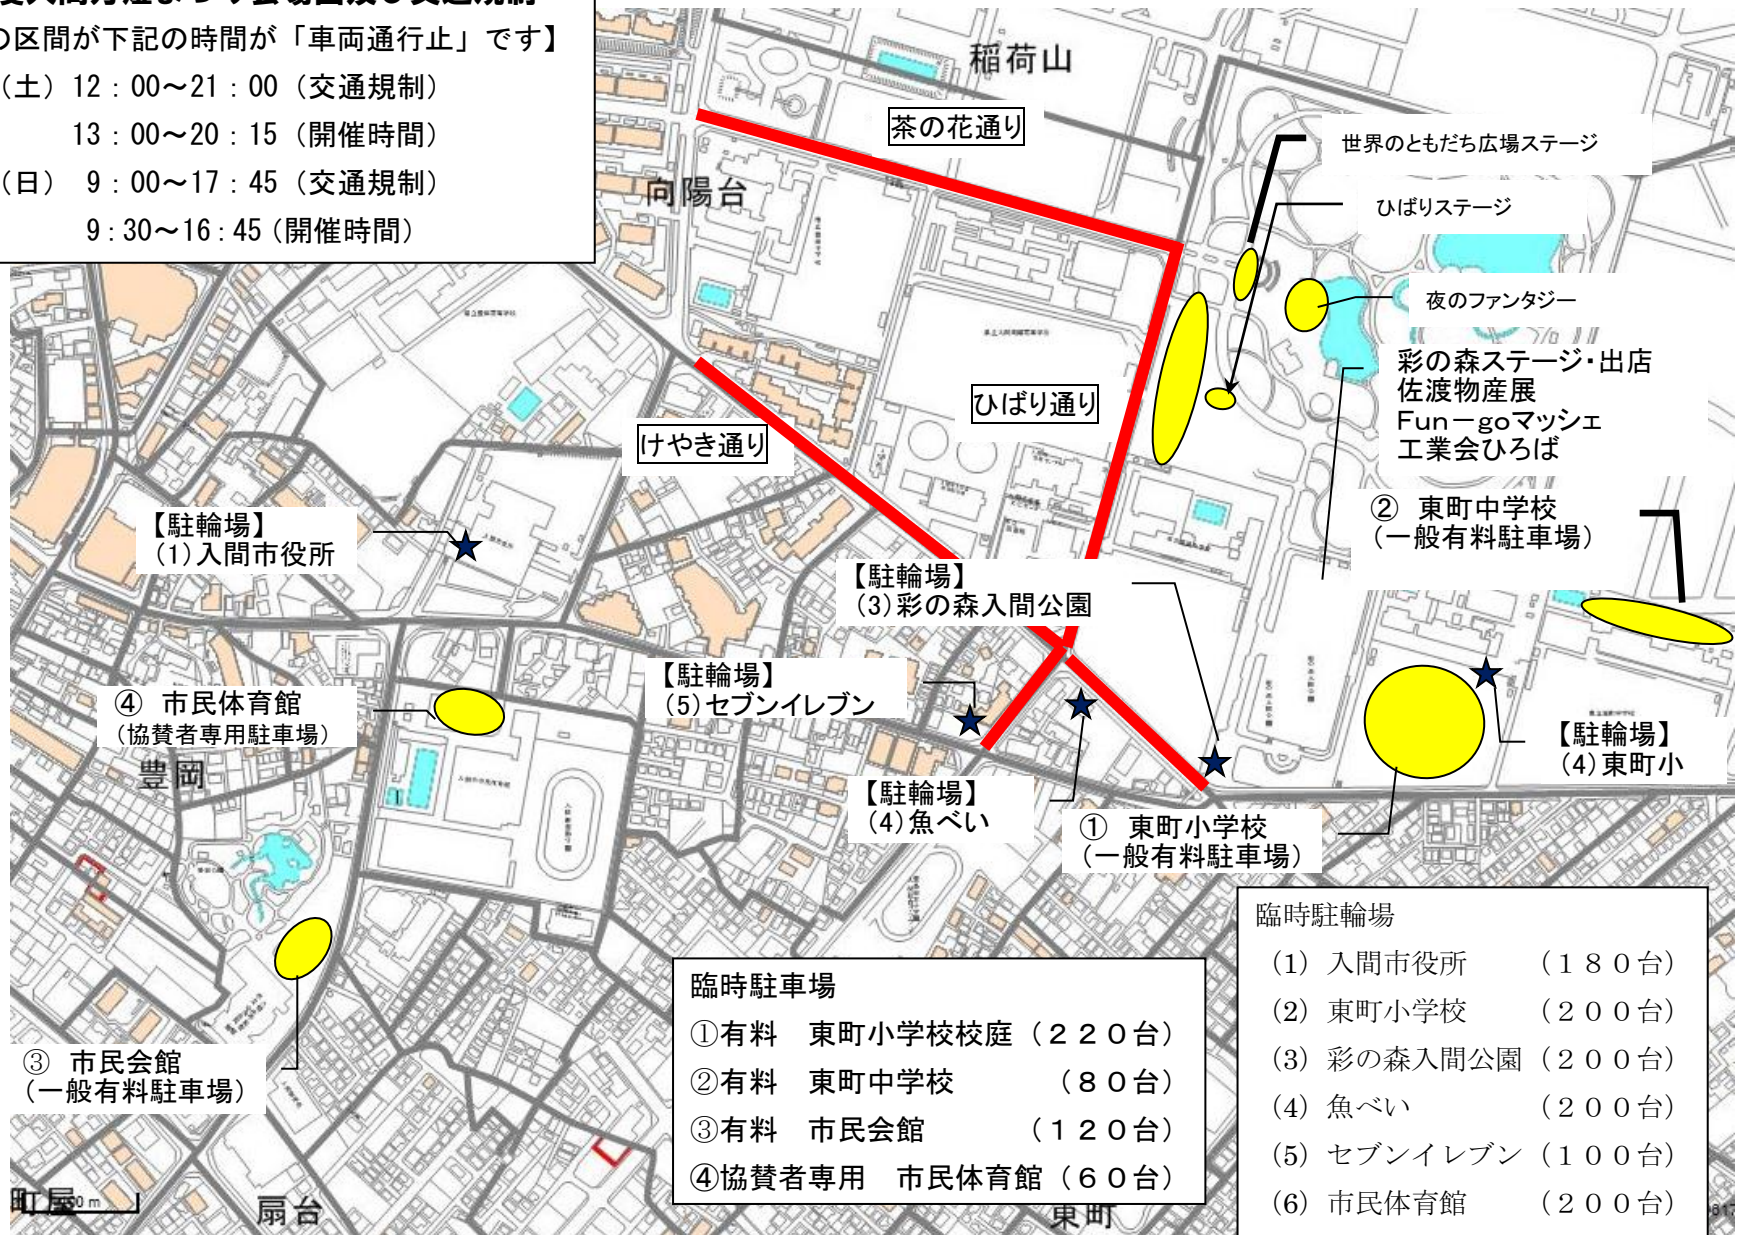 入間万燈まつり会場図及び交通規制
の区間が下記の時間が「車両通行止」です】
(土) 12：00～21：00 (交通規制)
13：00～20：15 (開催時間)
(日) 9：00～17：45 (交通規制)
9：30～16：45 (開催時間)
稲荷山
茶の花通り
世界のともだち広場ステージ
向陽台
ひばりステージ
夜のファンタジー
彩の森ステージ・出店
佐渡物産展
Fun－goマッシェ
工業会ひろば
ひばり通り
けやき通り
② 東町中学校
(一般有料駐車場)
【駐輪場】
(1)入間市役所
【駐輪場】
(3)彩の森入間公園
【駐輪場】
(5)セブンイレブン
④ 市民体育館
(協賛者専用駐車場)
豊岡
【駐輪場】
(4)東町小
【駐輪場】
(4)魚べい
① 東町小学校
(一般有料駐車場)
③ 市民会館
(一般有料駐車場)
臨時駐車場
①有料　東町小学校校庭（２２０台）
②有料　東町中学校　（８０台）
③有料　市民会館　（１２０台）
④協賛者専用　市民体育館（６０台）
臨時駐輪場
(1) 入間市役所　（１８０台）
(2) 東町小学校　（２００台）
(3) 彩の森入間公園（２００台）
(4) 魚べい　（２００台）
(5) セブンイレブン（１００台）
(6) 市民体育館　（２００台）
町屋
扇台
東町